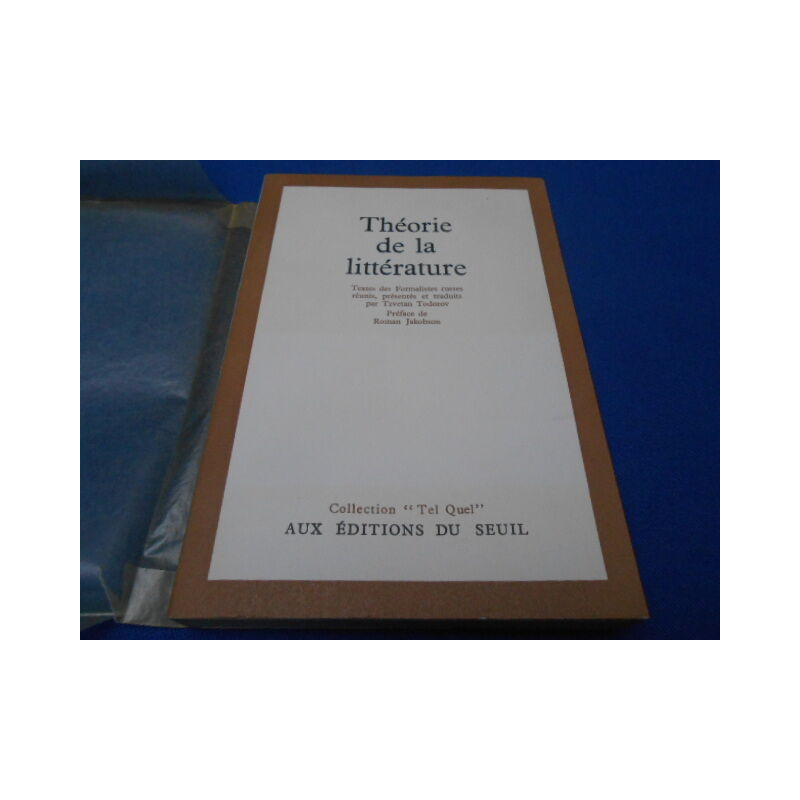 Théorie
de la
littérature
Textes des Formalistes russes
réunis, présentés et traduits
par Tzvetan Todorov
Préface de
Roman Jakobson
Collection “Tel Quel”
AUX ÉDITIONS DU SEUIL